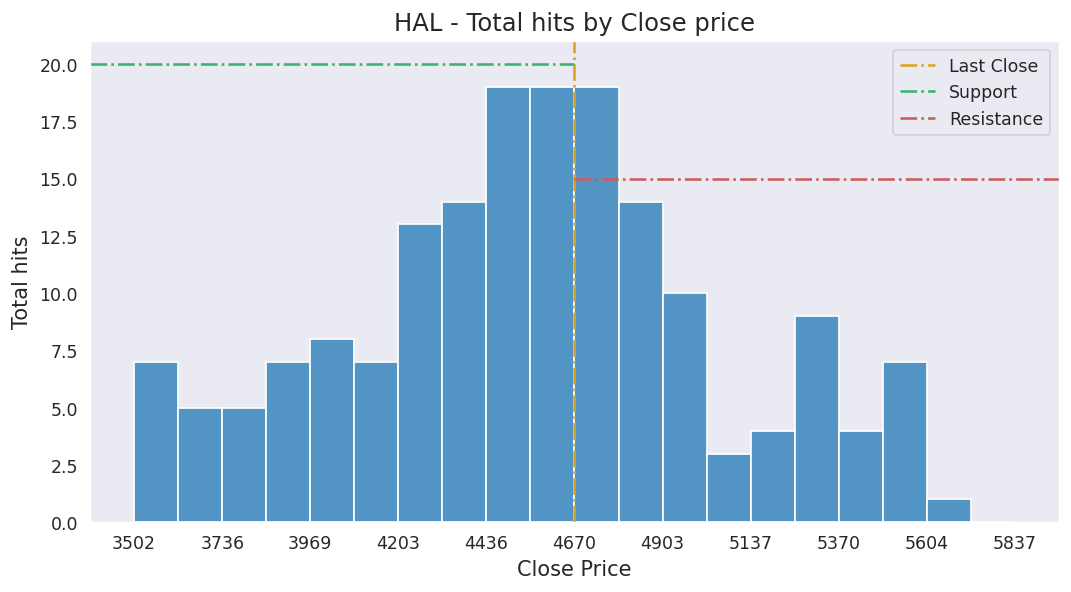 HAL - Total hits by Close price
Last Close
Support
Resistance
Total hits
20.0
17.5
15.0
12.5
10.0
7.5
5.0
2.5
0.0
3502 3736 3969 4203 4436 4670 4903 5137 5370 5604 5837
Close Price